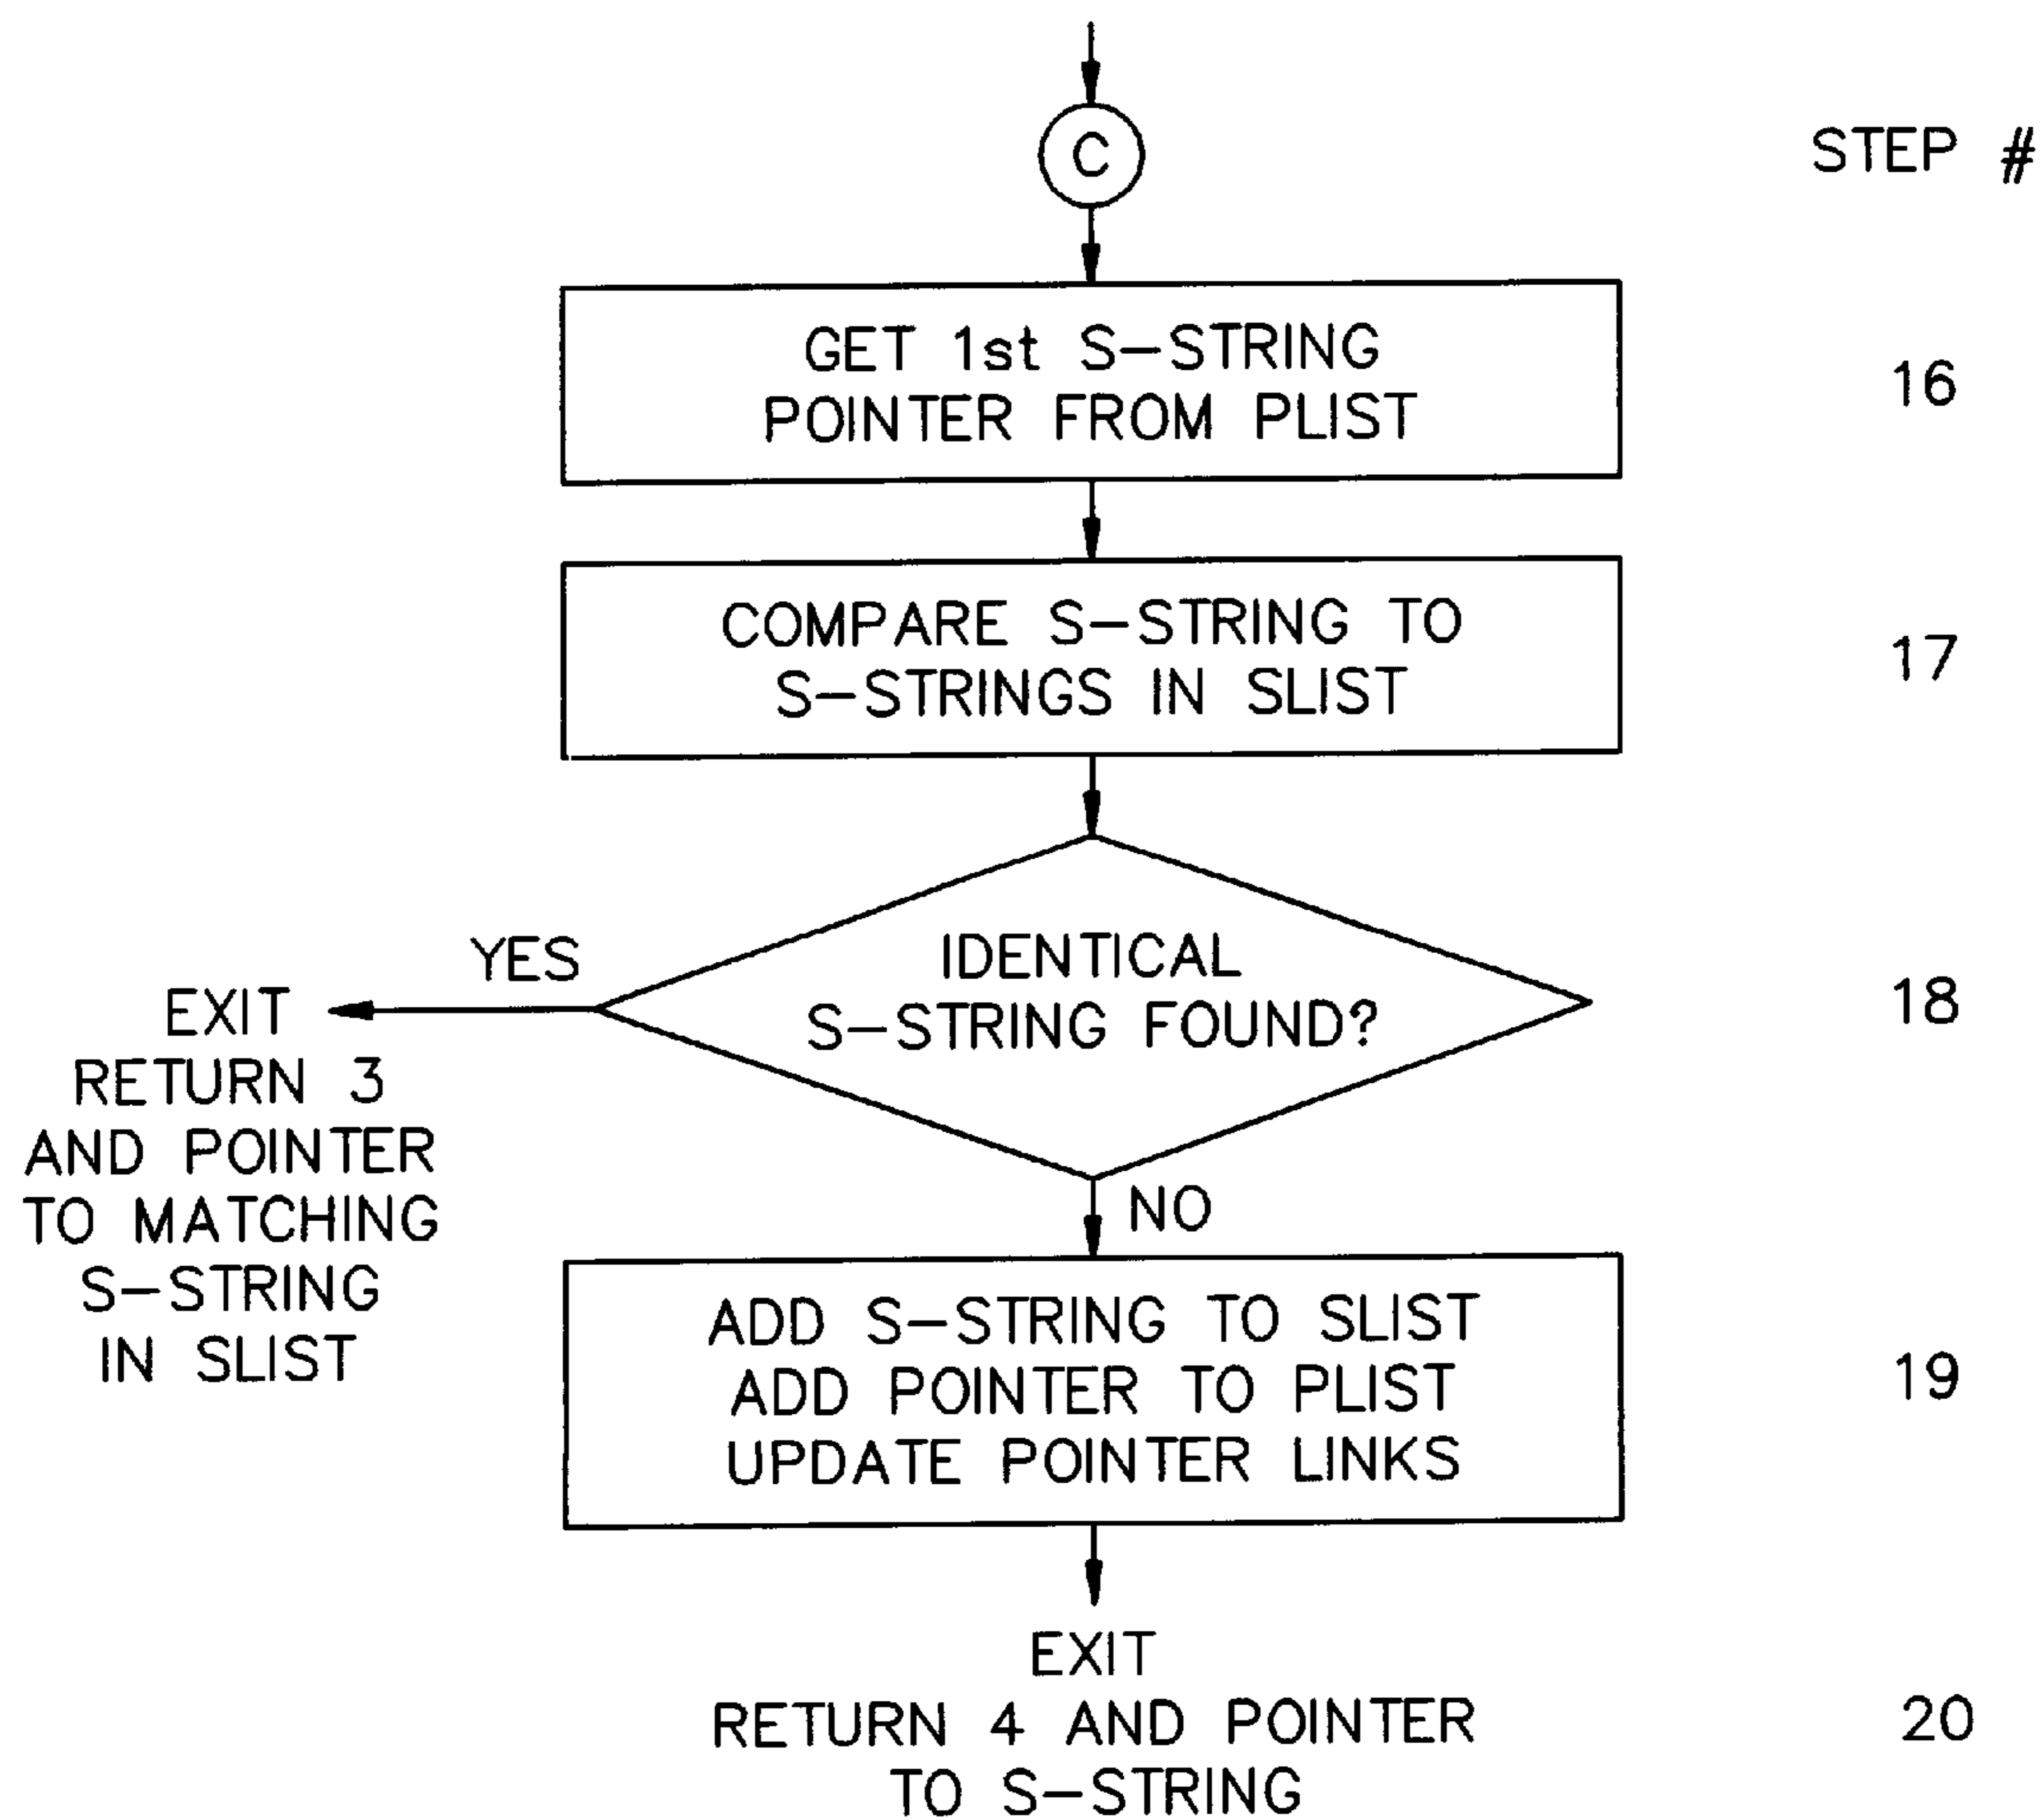 C
STEP #
GET 1st S-STRING
POINTER FROM PLIST
16
COMPARE S-STRING TO
S-STRINGS IN SLIST
17
IDENTICAL
S-STRING FOUND?
18
YES
EXIT
RETURN 3
AND POINTER
TO MATCHING
S-STRING
IN SLIST
NO
ADD S-STRING TO SLIST
ADD POINTER TO PLIST
UPDATE POINTER LINKS
19
EXIT
RETURN 4 AND POINTER
TO S-STRING
20